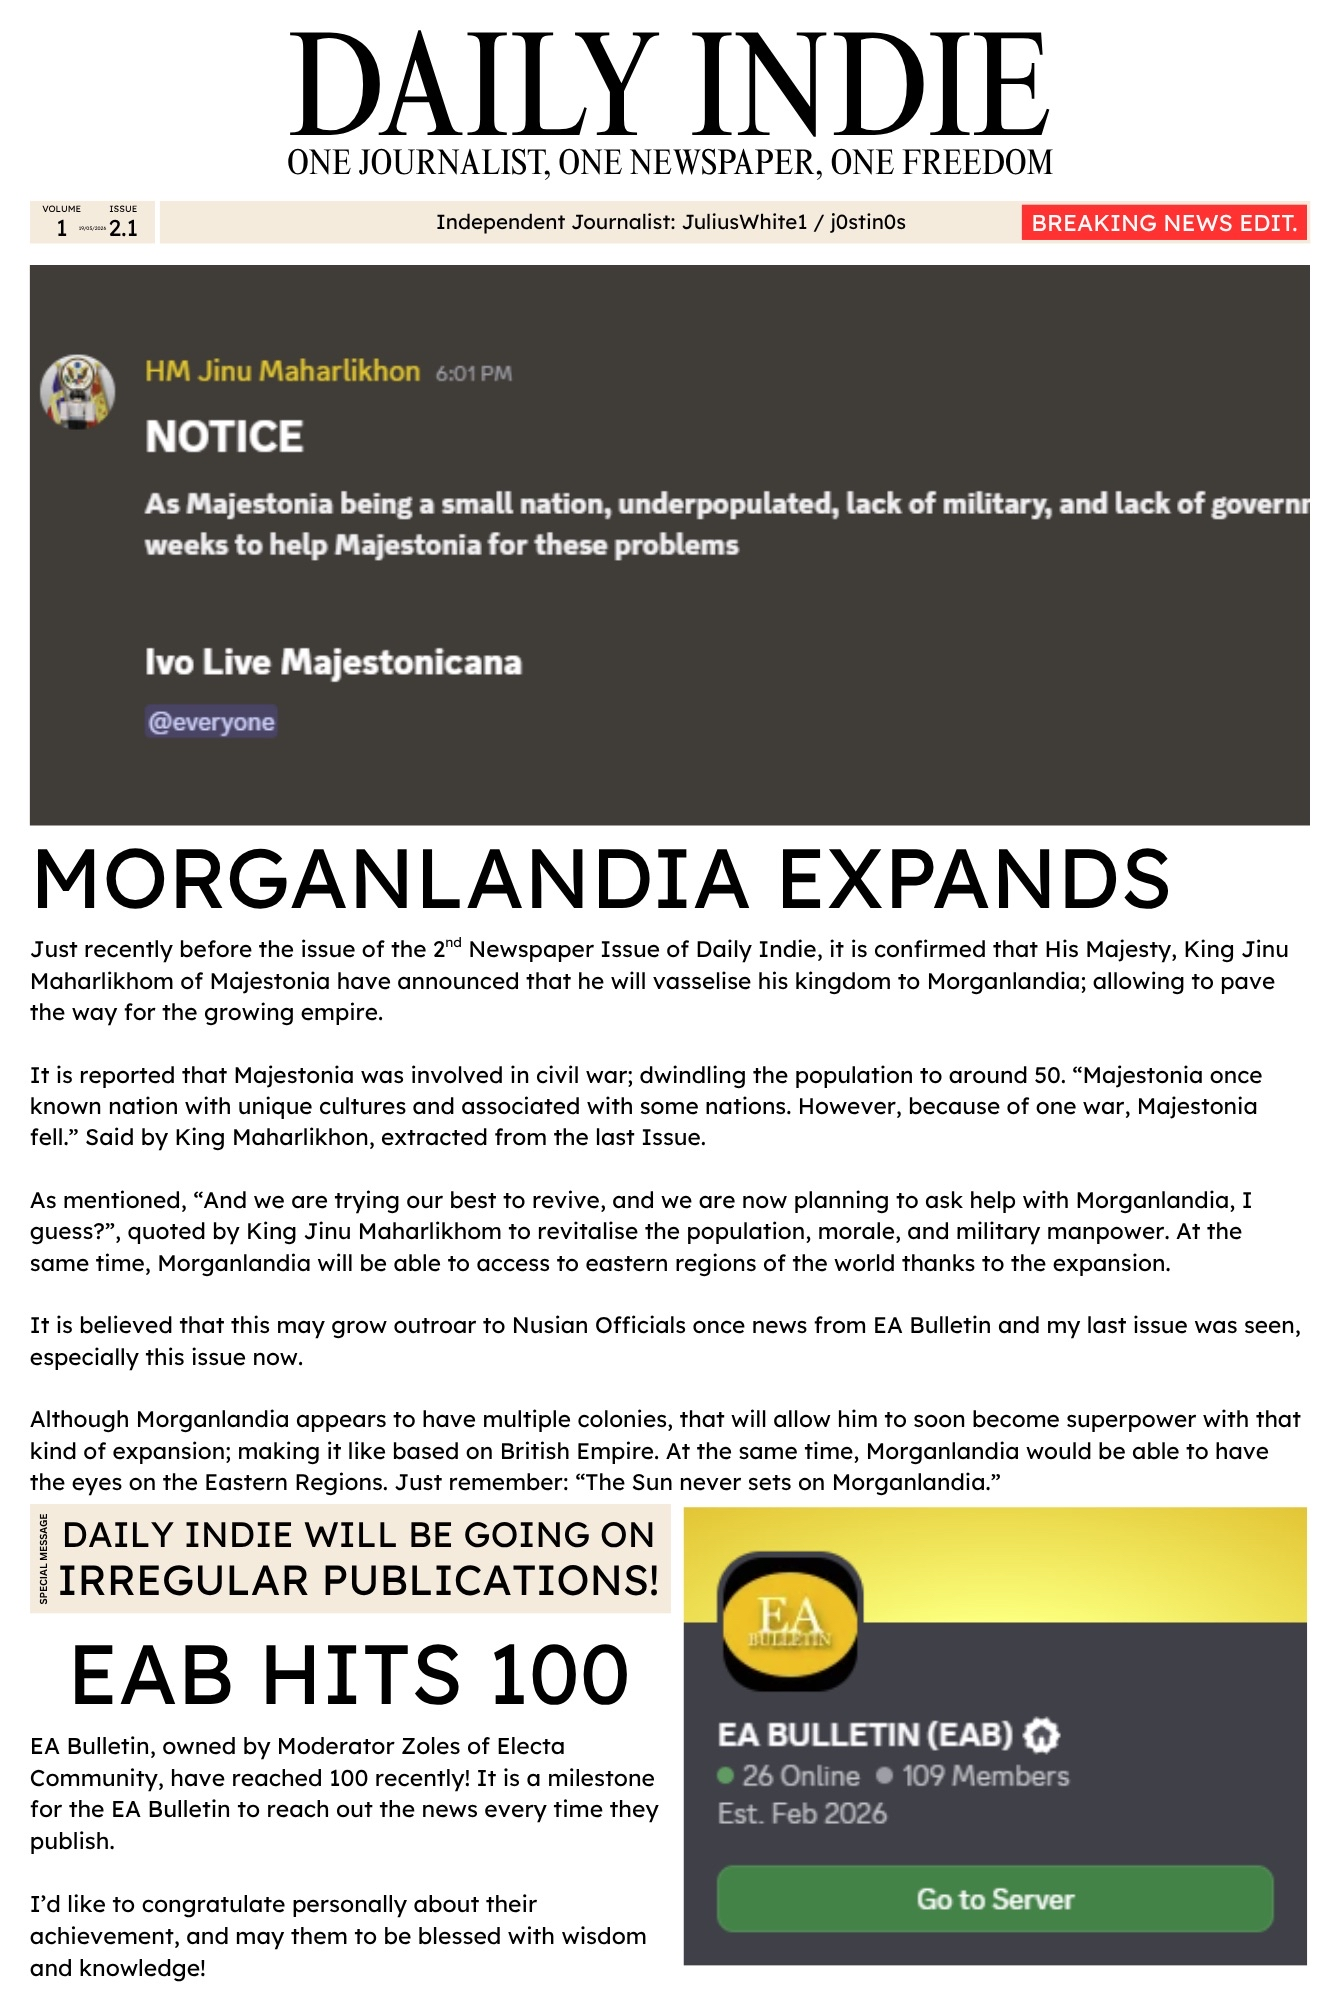 DAILY INDIE
ONE JOURNALIST, ONE NEWSPAPER, ONE FREEDOM
VOLUME ISSUE
1 19/05/2026 2.1
Independent Journalist: JuliusWhite1 / j0stin0s
BREAKING NEWS EDIT.
HM Jinu Maharlikhon 6:01 PM
NOTICE
As Majestonia being a small nation, underpopulated, lack of military, and lack of
weeks to help Majestonia for these problems
Ivo Live Majestonicana
@everyone
MORGANLANDIA EXPANDS
Just recently before the issue of the 2nd Newspaper Issue of Daily Indie, it is confirmed that His Majesty, King Jinu
Maharlikhom of Majestonia have announced that he will vasselise his kingdom to Morganlandia; allowing to pave
the way for the growing empire.
It is reported that Majestonia was involved in civil war; dwindling the population to around 50. “Majestonia once
known nation with unique cultures and associated with some nations. However, because of one war, Majestonia
fell.” Said by King Maharlikhon, extracted from the last Issue.
As mentioned, “And we are trying our best to revive, and we are now planning to ask help with Morganlandia, I
guess?”, quoted by King Jinu Maharlikhom to revitalise the population, morale, and military manpower. At the
same time, Morganlandia will be able to access to eastern regions of the world thanks to the expansion.
It is believed that this may grow outroar to Nusian Officials once news from EA Bulletin and my last issue was seen,
especially this issue now.
Although Morganlandia appears to have multiple colonies, that will allow him to soon become superpower with that
kind of expansion; making it like based on British Empire. At the same time, Morganlandia would be able to have
the eyes on the Eastern Regions. Just remember: “The Sun never sets on Morganlandia.”
SPECIAL MESSAGE
DAILY INDIE WILL BE GOING ON
IRREGULAR PUBLICATIONS!
EAB HITS 100
EA Bulletin, owned by Moderator Zoles of Electa
Community, have reached 100 recently! It is a milestone
for the EA Bulletin to reach out the news every time they
publish.
I’d like to congratulate personally about their
achievement, and may them to be blessed with wisdom
and knowledge!
EA
BULLETIN
EA BULLETIN (EAB)
26 Online 109 Members
Est. Feb 2026
Go to Server